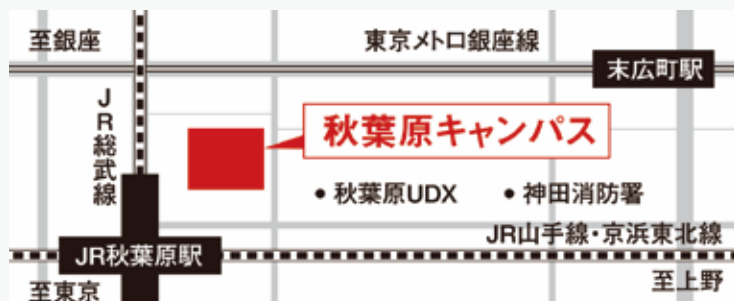 至銀座
東京メトロ銀座線
末広町駅
JR総武線
秋葉原キャンパス
● 秋葉原UDX
● 神田消防署
JR山手線・京浜東北線
JR秋葉原駅
至東京
至上野